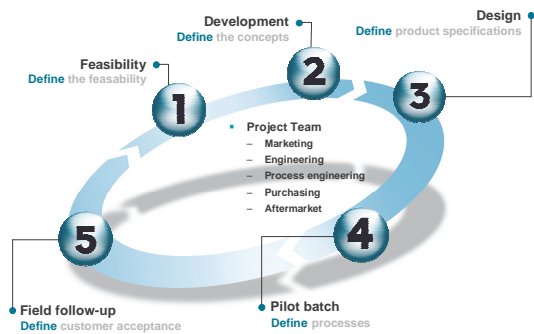 Development
Define the concepts
Design
Define product specifications
Feasibility
Define the feasability
1
2
3
▪ Project Team
– Marketing
– Engineering
– Process engineering
– Purchasing
– Aftermarket
4
5
Field follow-up
Define customer acceptance
Pilot batch
Define processes